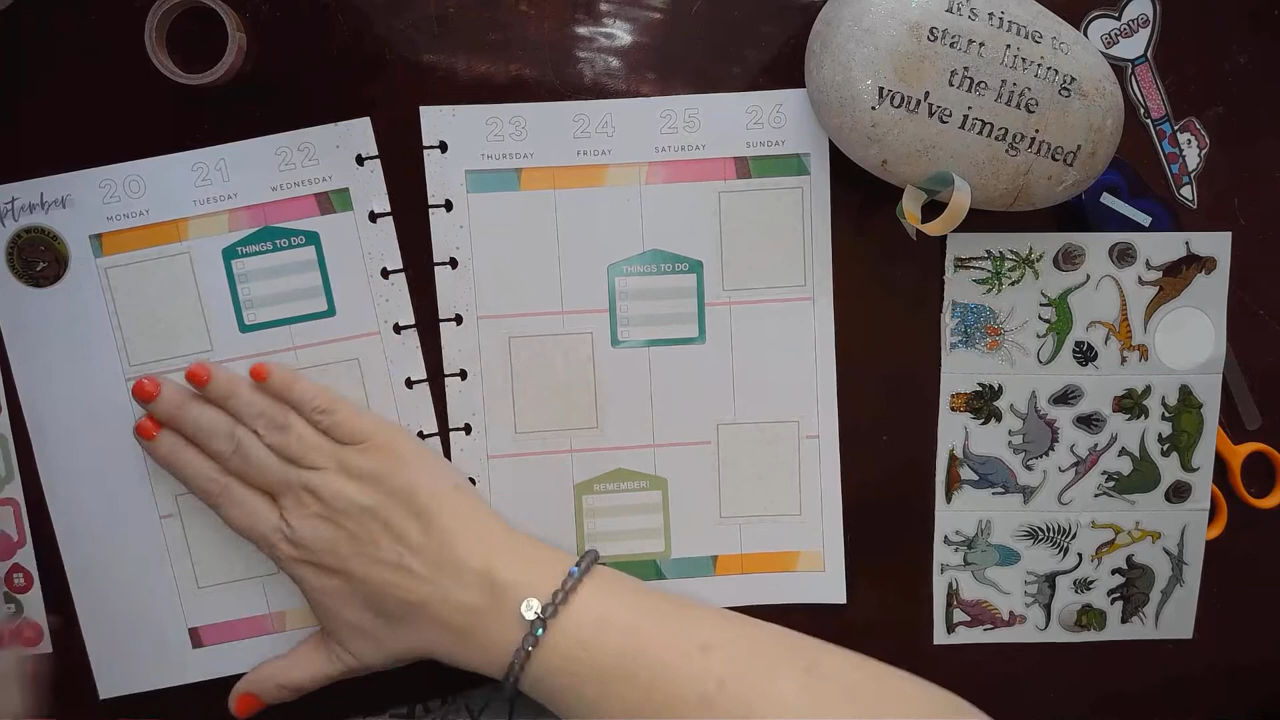 20
MONDAY
21
TUESDAY
22
WEDNESDAY
THINGS TO DO
23
THURSDAY
24
FRIDAY
25
SATURDAY
26
SUNDAY
THINGS TO DO
REMEMBER!
It's time to
start living
the life
you've imagined
Brave